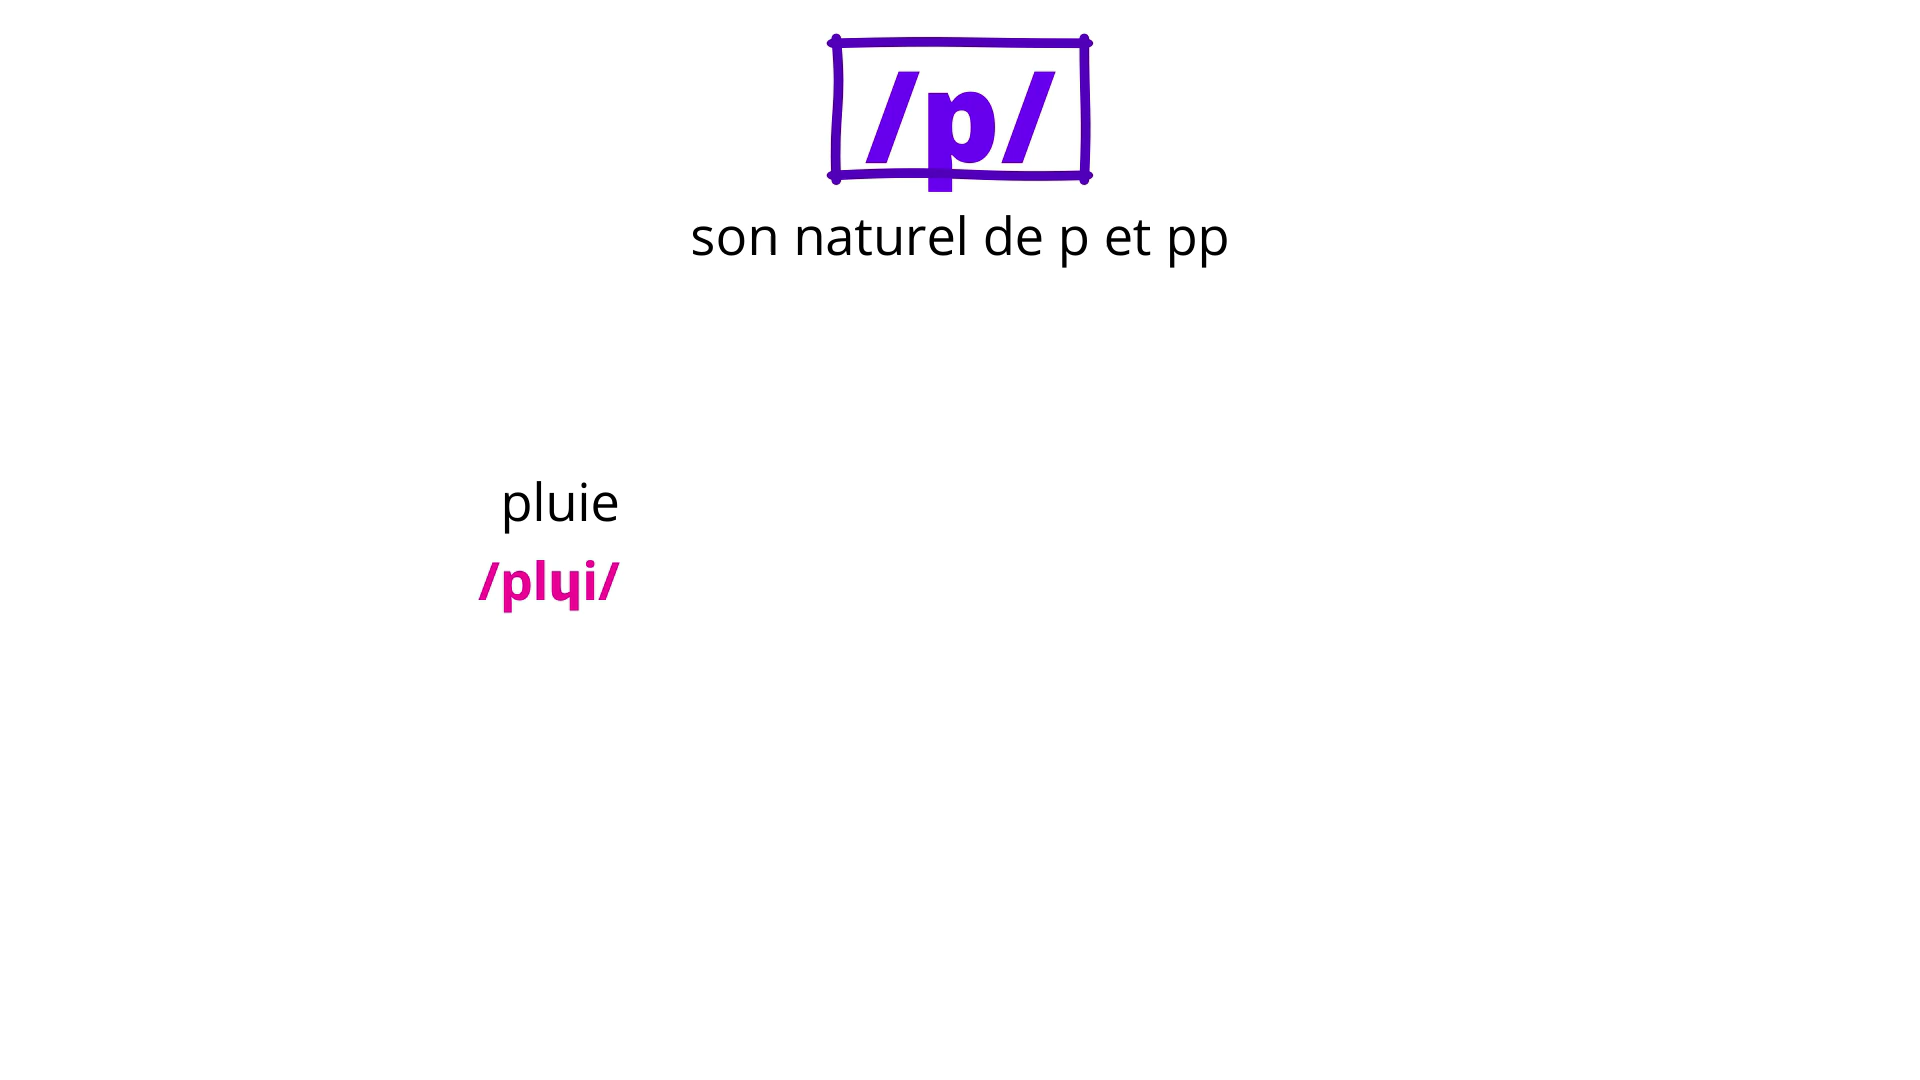 /p/
son naturel de p et pp
pluie
/plɥi/